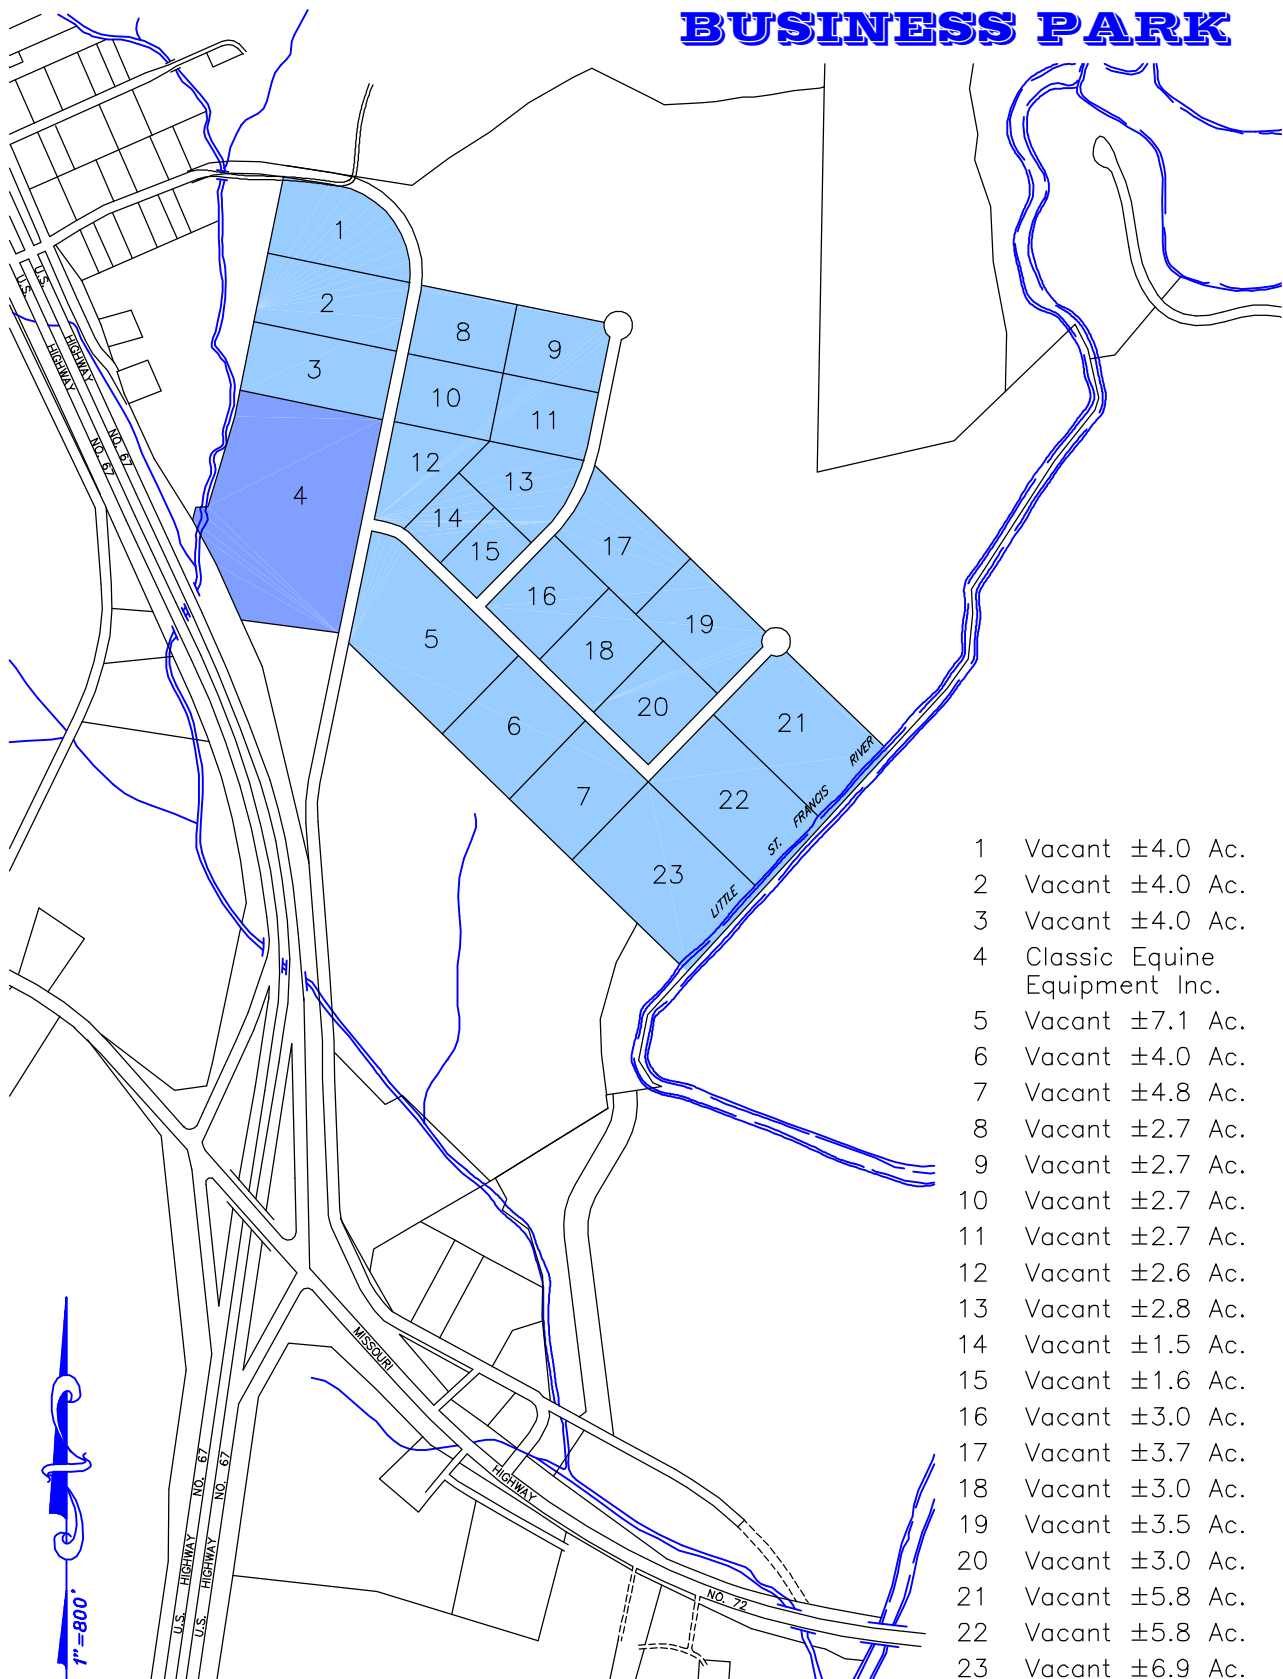 BUSINESS PARK
U.S.
U.S.
HIGHWAY
HIGHWAY
NO. 67
NO. 67
1
2
3
4
8
9
10
11
12
13
14
15
17
16
5
18
19
6
20
21
7
22
23
LITTLE ST. FRANCIS RIVER
1 Vacant ±4.0 Ac.
2 Vacant ±4.0 Ac.
3 Vacant ±4.0 Ac.
4 Classic Equine
Equipment Inc.
5 Vacant ±7.1 Ac.
6 Vacant ±4.0 Ac.
7 Vacant ±4.8 Ac.
8 Vacant ±2.7 Ac.
9 Vacant ±2.7 Ac.
10 Vacant ±2.7 Ac.
11 Vacant ±2.7 Ac.
12 Vacant ±2.6 Ac.
13 Vacant ±2.8 Ac.
14 Vacant ±1.5 Ac.
15 Vacant ±1.6 Ac.
16 Vacant ±3.0 Ac.
17 Vacant ±3.7 Ac.
18 Vacant ±3.0 Ac.
19 Vacant ±3.5 Ac.
20 Vacant ±3.0 Ac.
21 Vacant ±5.8 Ac.
22 Vacant ±5.8 Ac.
23 Vacant ±6.9 Ac.
MISSOURI HIGHWAY NO. 72
U.S. HIGHWAY NO. 67
U.S. HIGHWAY NO. 67
1"=800'